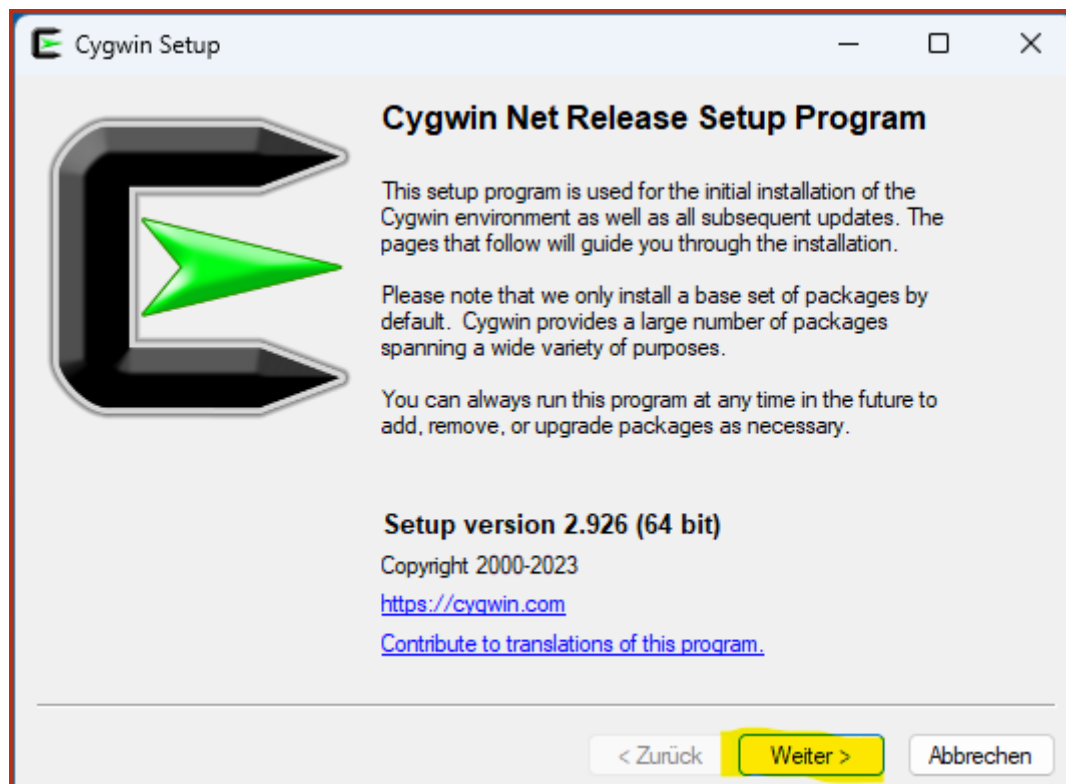 Cygwin Setup
Cygwin Net Release Setup Program
This setup program is used for the initial installation of the
Cygwin environment as well as all subsequent updates. The
pages that follow will guide you through the installation.
Please note that we only install a base set of packages by
default. Cygwin provides a large number of packages
spanning a wide variety of purposes.
You can always run this program at any time in the future to
add, remove, or upgrade packages as necessary.
Setup version 2.926 (64 bit)
Copyright 2000-2023
https://cygwin.com
Contribute to translations of this program.
< Zurück Weiter > Abbrechen